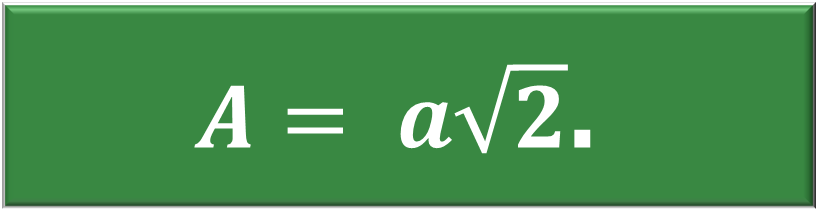 A = a√2.